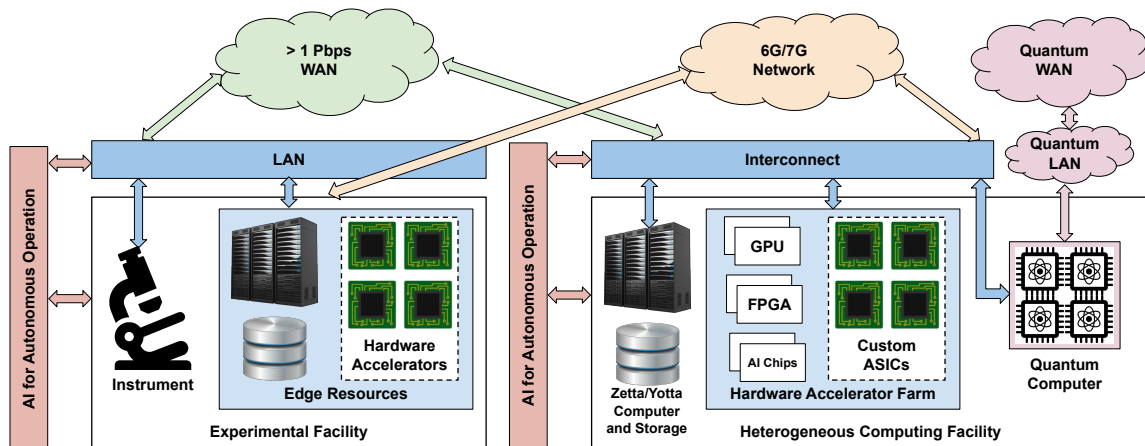 > 1 Pbps
WAN
6G/7G
Network
Quantum
WAN
Quantum
LAN
AI for Autonomous Operation
LAN
Instrument
Hardware
Accelerators
Edge Resources
Experimental Facility
AI for Autonomous Operation
Interconnect
Zetta/Yotta
Computer
and Storage
GPU
FPGA
AI Chips
Custom
ASICs
Hardware Accelerator Farm
Quantum
Computer
Heterogeneous Computing Facility